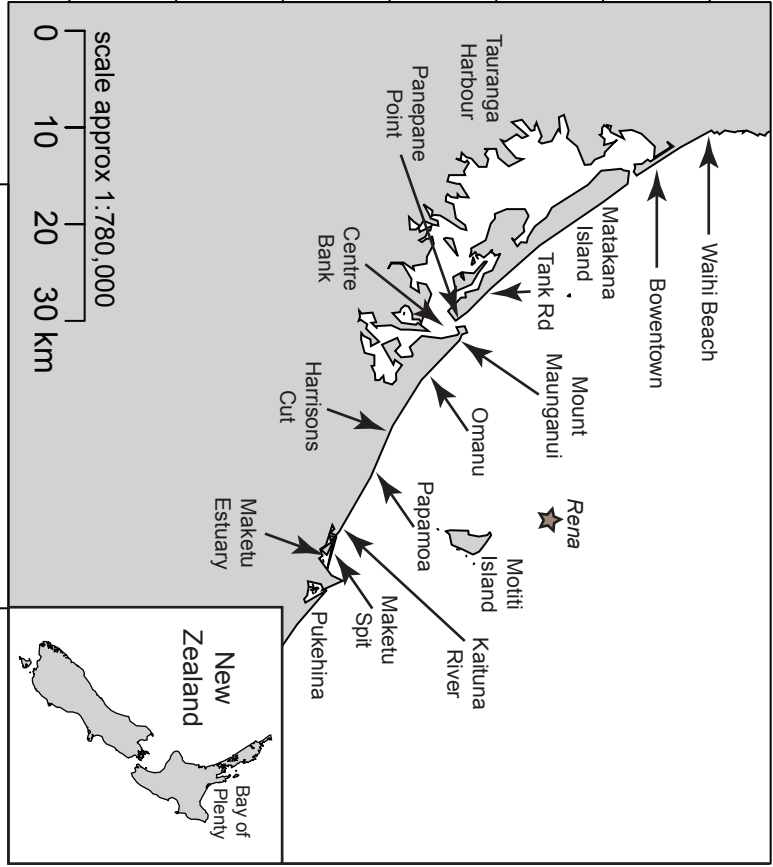 Waihi Beach
Bowentown
Matakana
Island
Tank Rd
Mount
Maunganui
Tauranga
Harbour
Panepane
Point
Centre
Bank
Omanu
Harrisons
Cut
Papamoa
Rena
Motiti
Island
Kaituna
River
Maketu
Spit
Maketu
Estuary
Pukehina
scale approx 1:780,000
0 10 20 30 km
New
Zealand
Bay of
Plenty